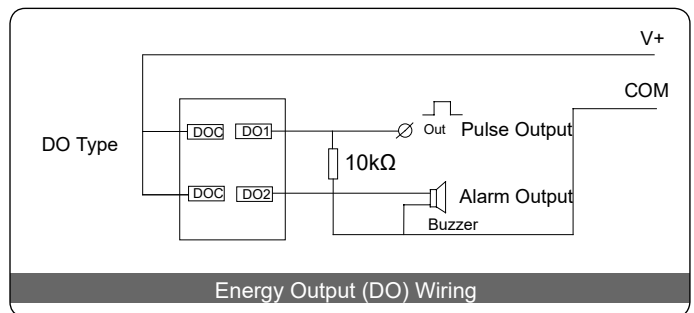 V+
COM
DO Type
DOC DO1
Out Pulse Output
10kΩ
DOC DO2
Alarm Output
Buzzer
Energy Output (DO) Wiring